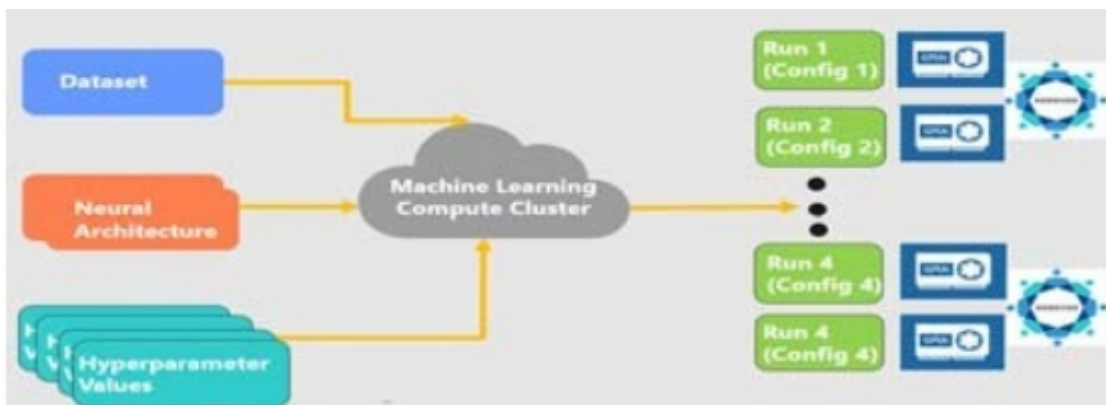 Dataset
Neural
Architecture
Hyperparameter
Values
Machine Learning
Compute Cluster
Run 1
(Config 1)
Run 2
(Config 2)
Run 4
(Config 4)
Run 4
(Config 4)